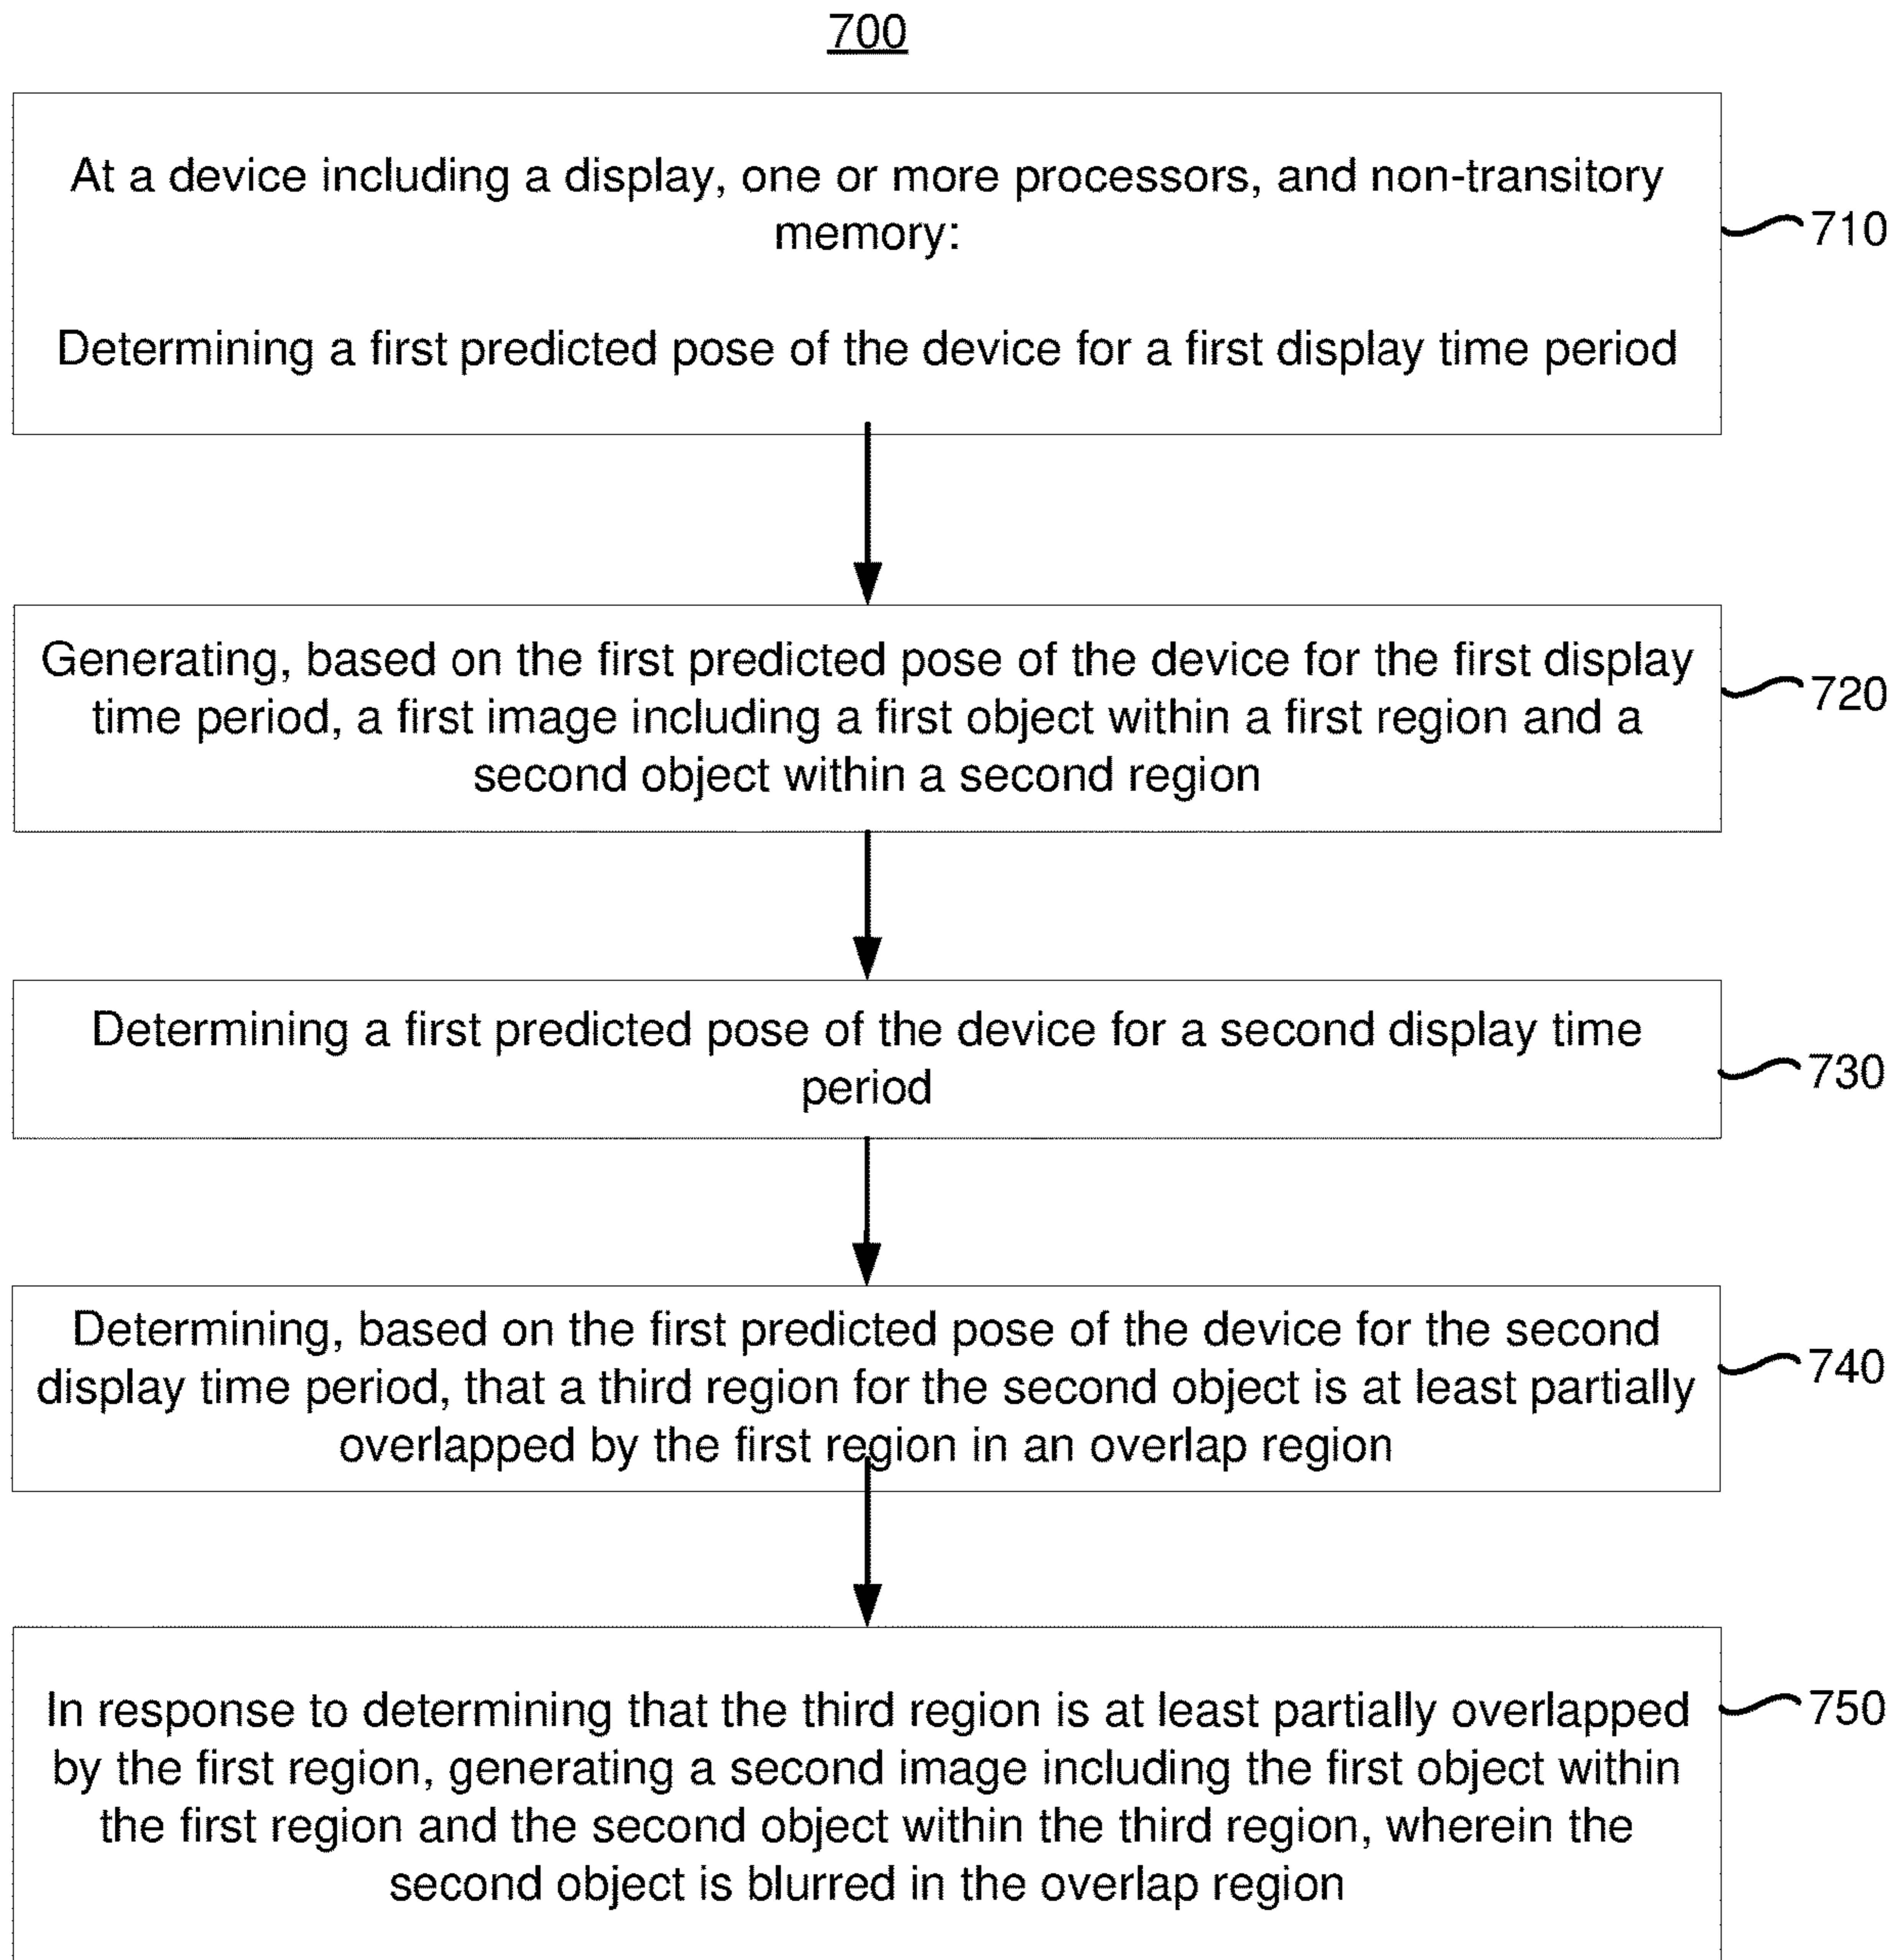 700
At a device including a display, one or more processors, and non-transitory
memory:
Determining a first predicted pose of the device for a first display time period
710
Generating, based on the first predicted pose of the device for the first display
time period, a first image including a first object within a first region and a
second object within a second region
720
Determining a first predicted pose of the device for a second display time
period
730
Determining, based on the first predicted pose of the device for the second
display time period, that a third region for the second object is at least partially
overlapped by the first region in an overlap region
740
In response to determining that the third region is at least partially overlapped
by the first region, generating a second image including the first object within
the first region and the second object within the third region, wherein the
second object is blurred in the overlap region
750